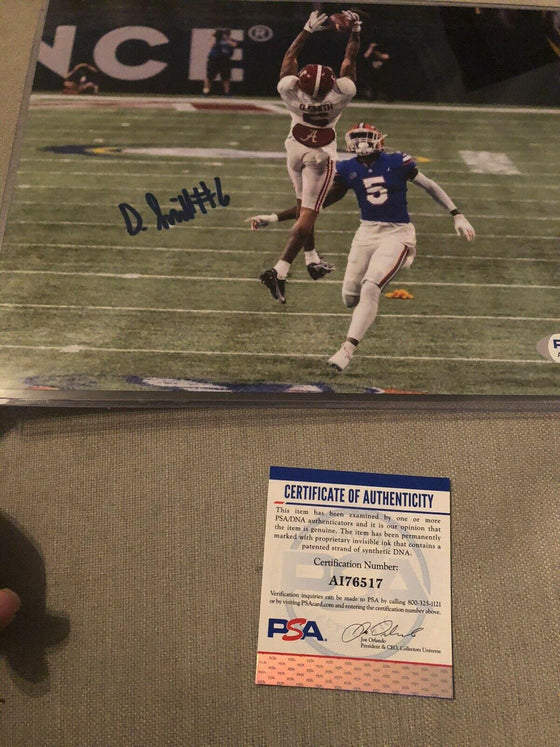 NCE®
D. SMITH
A
5
D. Smith #6
PS
CERTIFICATE OF AUTHENTICITY
This item has been examined by one or more
PSA/DNA authenticators and it is our opinion that
the item is genuine. The item has been permanently
marked with proprietary invisible ink that contains a
patented strand of synthetic DNA.
Certification Number:
AI76517
Verification inquiries can be made to PSA by calling 800-325-1121
or by visiting PSAcard.com and entering the certification number above.
PSA
Joe Orlando
Joe Orlando
President & CEO, Collectors Universe